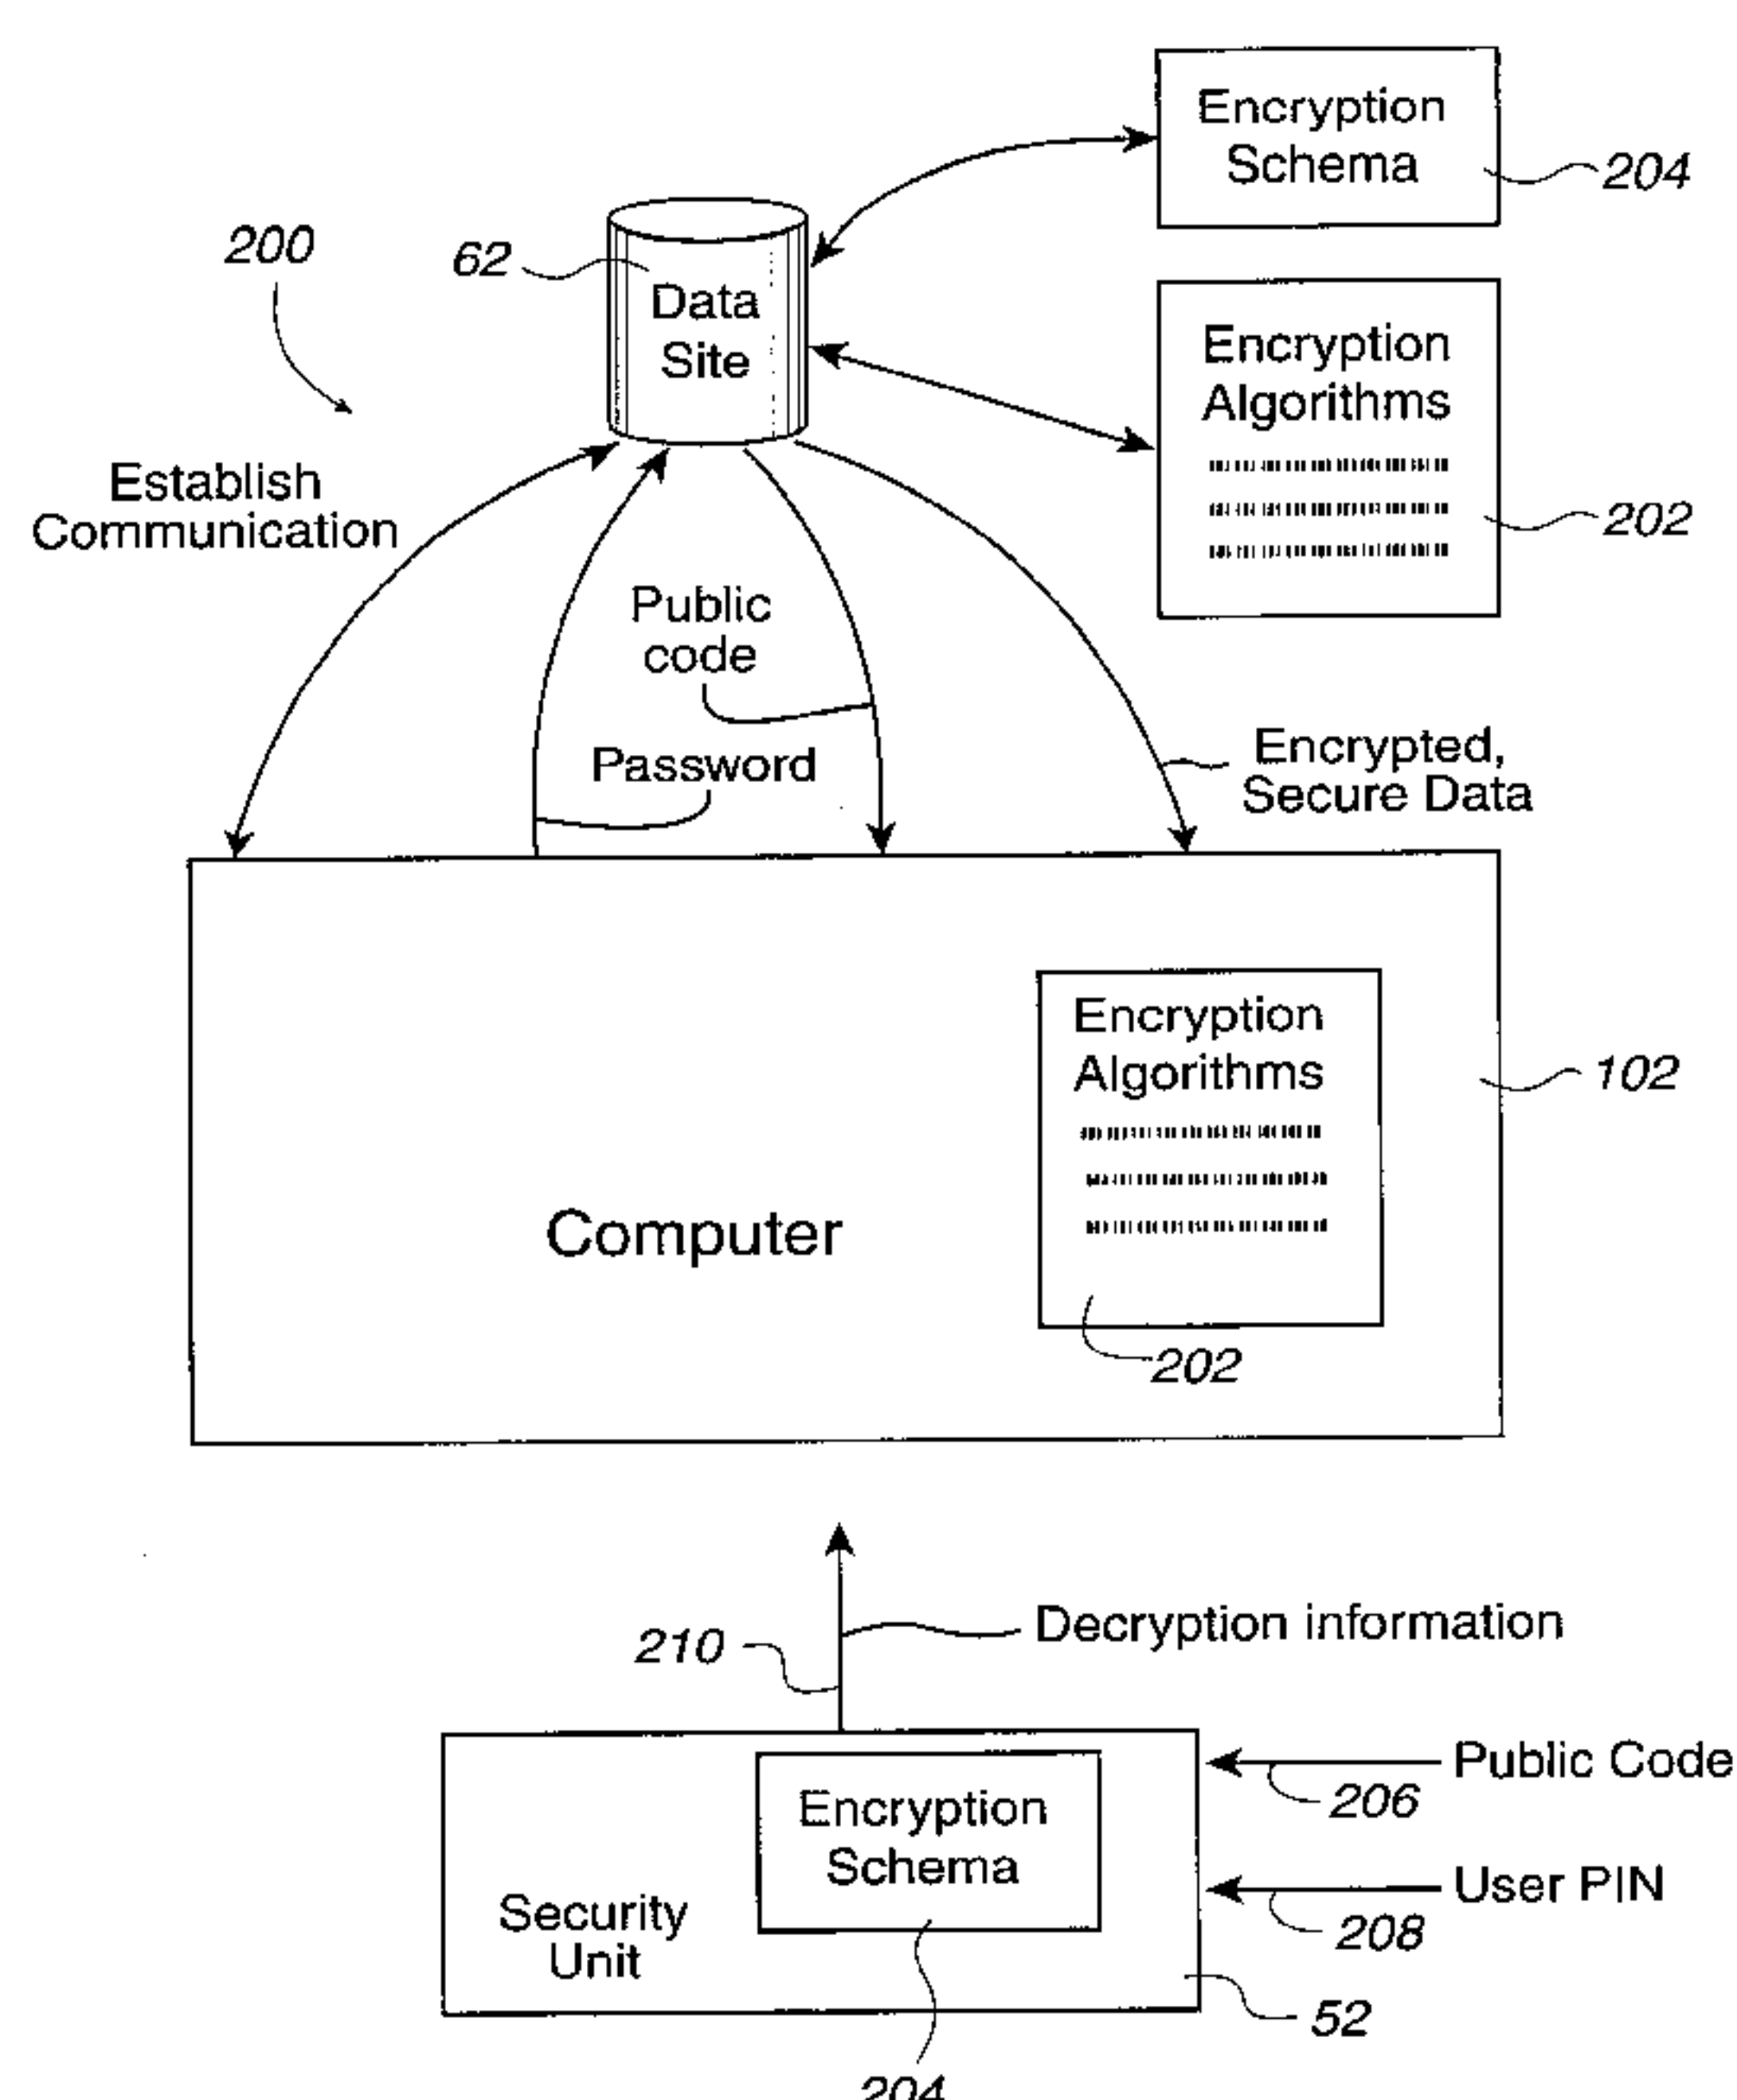 Encryption
Schema
204
200
62
Data
Site
Encryption
Algorithms
202
Establish
Communication
Public
code
Password
Encrypted,
Secure Data
Encryption
Algorithms
102
Computer
202
Decryption information
210
Public Code
206
Encryption
Schema
User PIN
208
Security
Unit
52
204